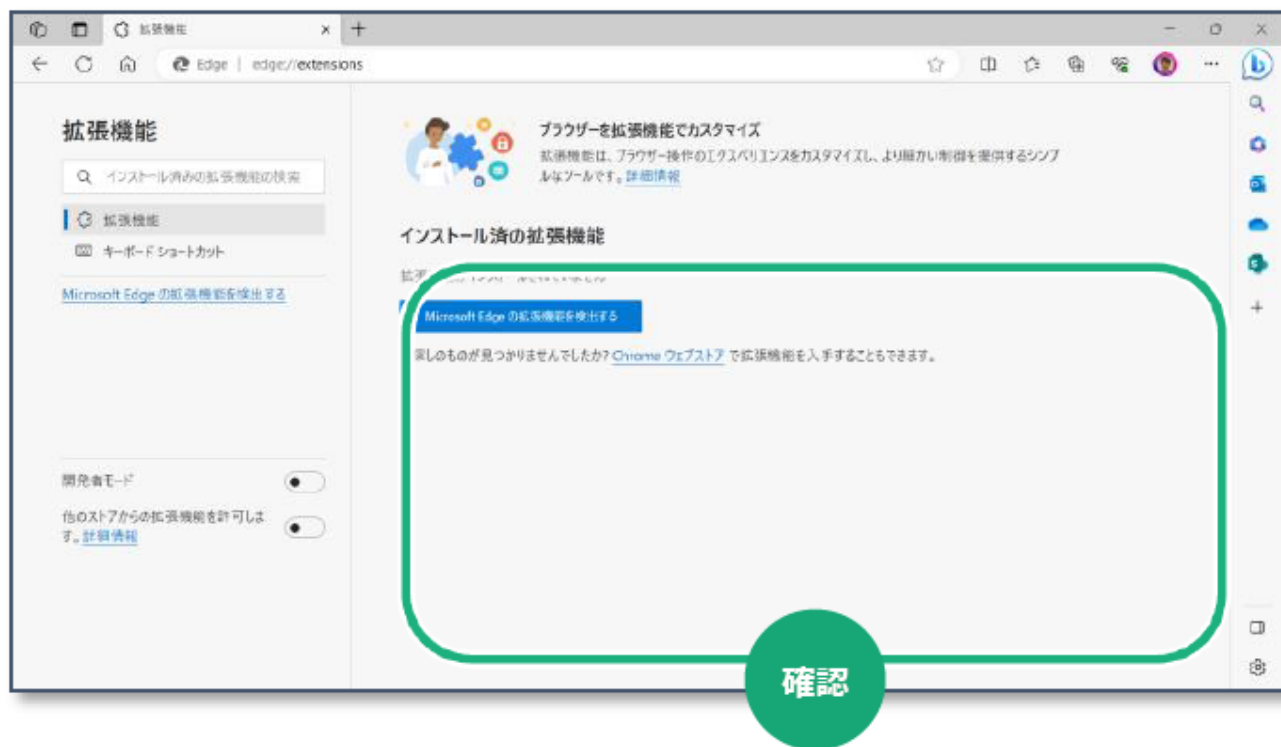 拡張機能
Edge | edge://extensions
拡張機能
インストール済みの拡張機能の検索
拡張機能
キーボード ショートカット
Microsoft Edge の拡張機能を検出する
開発者モード
他のストアからの拡張機能を許可しま
す。詳細情報
ブラウザーを拡張機能でカスタマイズ
拡張機能は、ブラウザー操作のエクスペリエンスをカスタマイズし、より細かい制御を提供するシンプ
ルなツールです。詳細情報
インストール済の拡張機能
Microsoft Edge の拡張機能を検出する
探しのものが見つかりませんでしたか? Chrome ウェブストア で拡張機能を入手することもできます。
確認